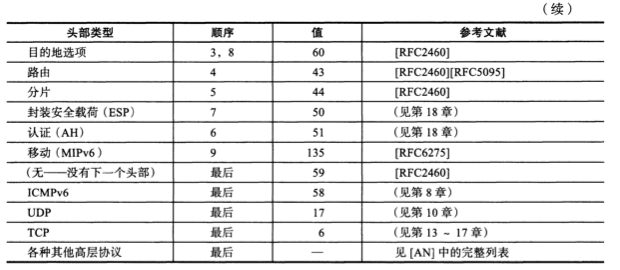 （续）
头部类型 顺序 值 参考文献
目的地选项 3，8 60 [RFC2460]
路由 4 43 [RFC2460][RFC5095]
分片 5 44 [RFC2460]
封装安全载荷（ESP） 7 50 （见第 18 章）
认证（AH） 6 51 （见第 18 章）
移动（MIPv6） 9 135 [RFC6275]
（无——没有下一个头部） 最后 59 [RFC2460]
ICMPv6 最后 58 （见第 8 章）
UDP 最后 17 （见第 10 章）
TCP 最后 6 （见第 13 ~ 17 章）
各种其他高层协议 最后 — 见 [AN] 中的完整列表